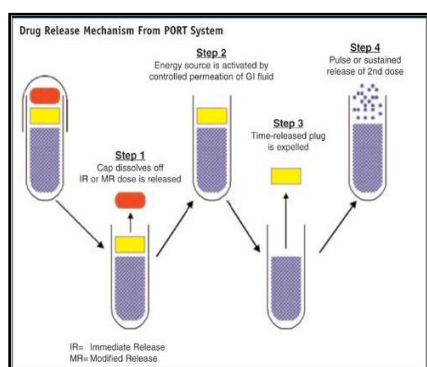 Drug Release Mechanism From PORT System
Step 1
Cap dissolves off
IR or MR dose is released
Step 2
Energy source is activated by
controlled permeation of GI fluid
Step 3
Time-released plug
is expelled
Step 4
Pulse or sustained
release of 2nd dose
IR= Immediate Release
MR= Modified Release